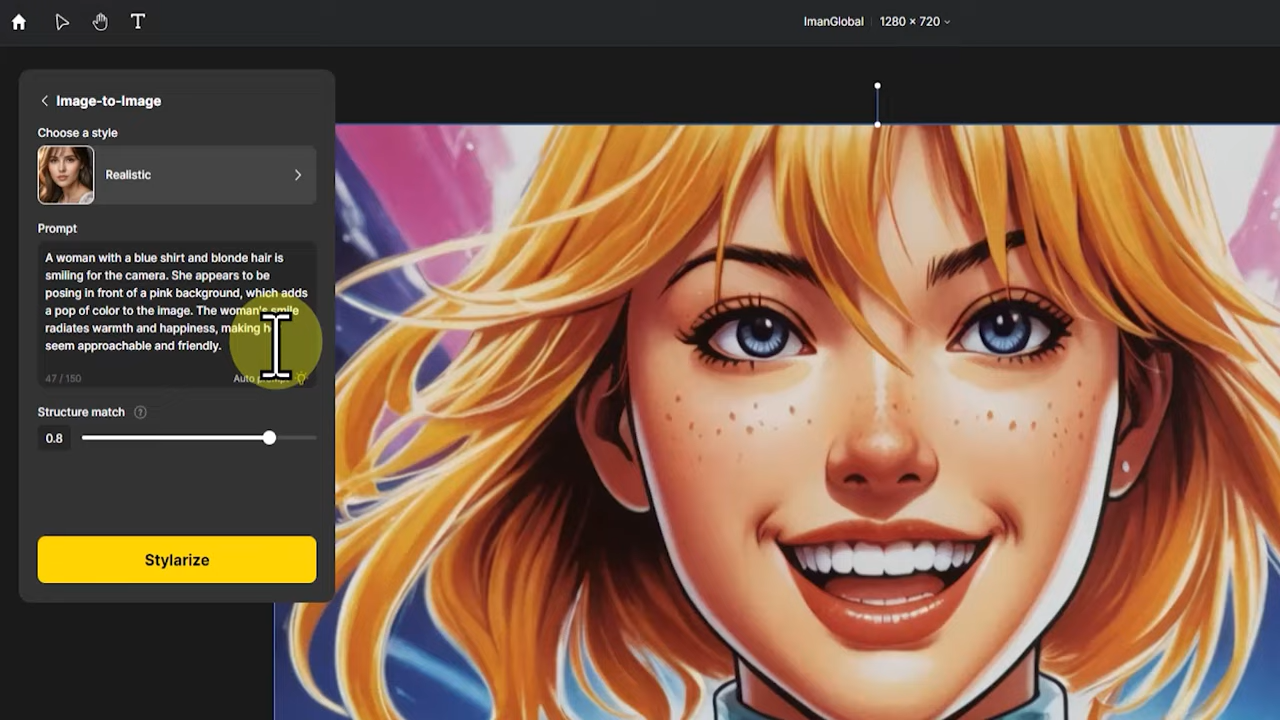 T
ImanGlobal
1280 × 720
Image-to-Image
Choose a style
Realistic
Prompt
A woman with a blue shirt and blonde hair is
smiling for the camera. She appears to be
posing in front of a pink background, which adds
a pop of color to the image. The woman's smile
radiates warmth and happiness, making
seem approachable and friendly.
47 / 150
Auto
Structure match ?
0.8
Stylarize